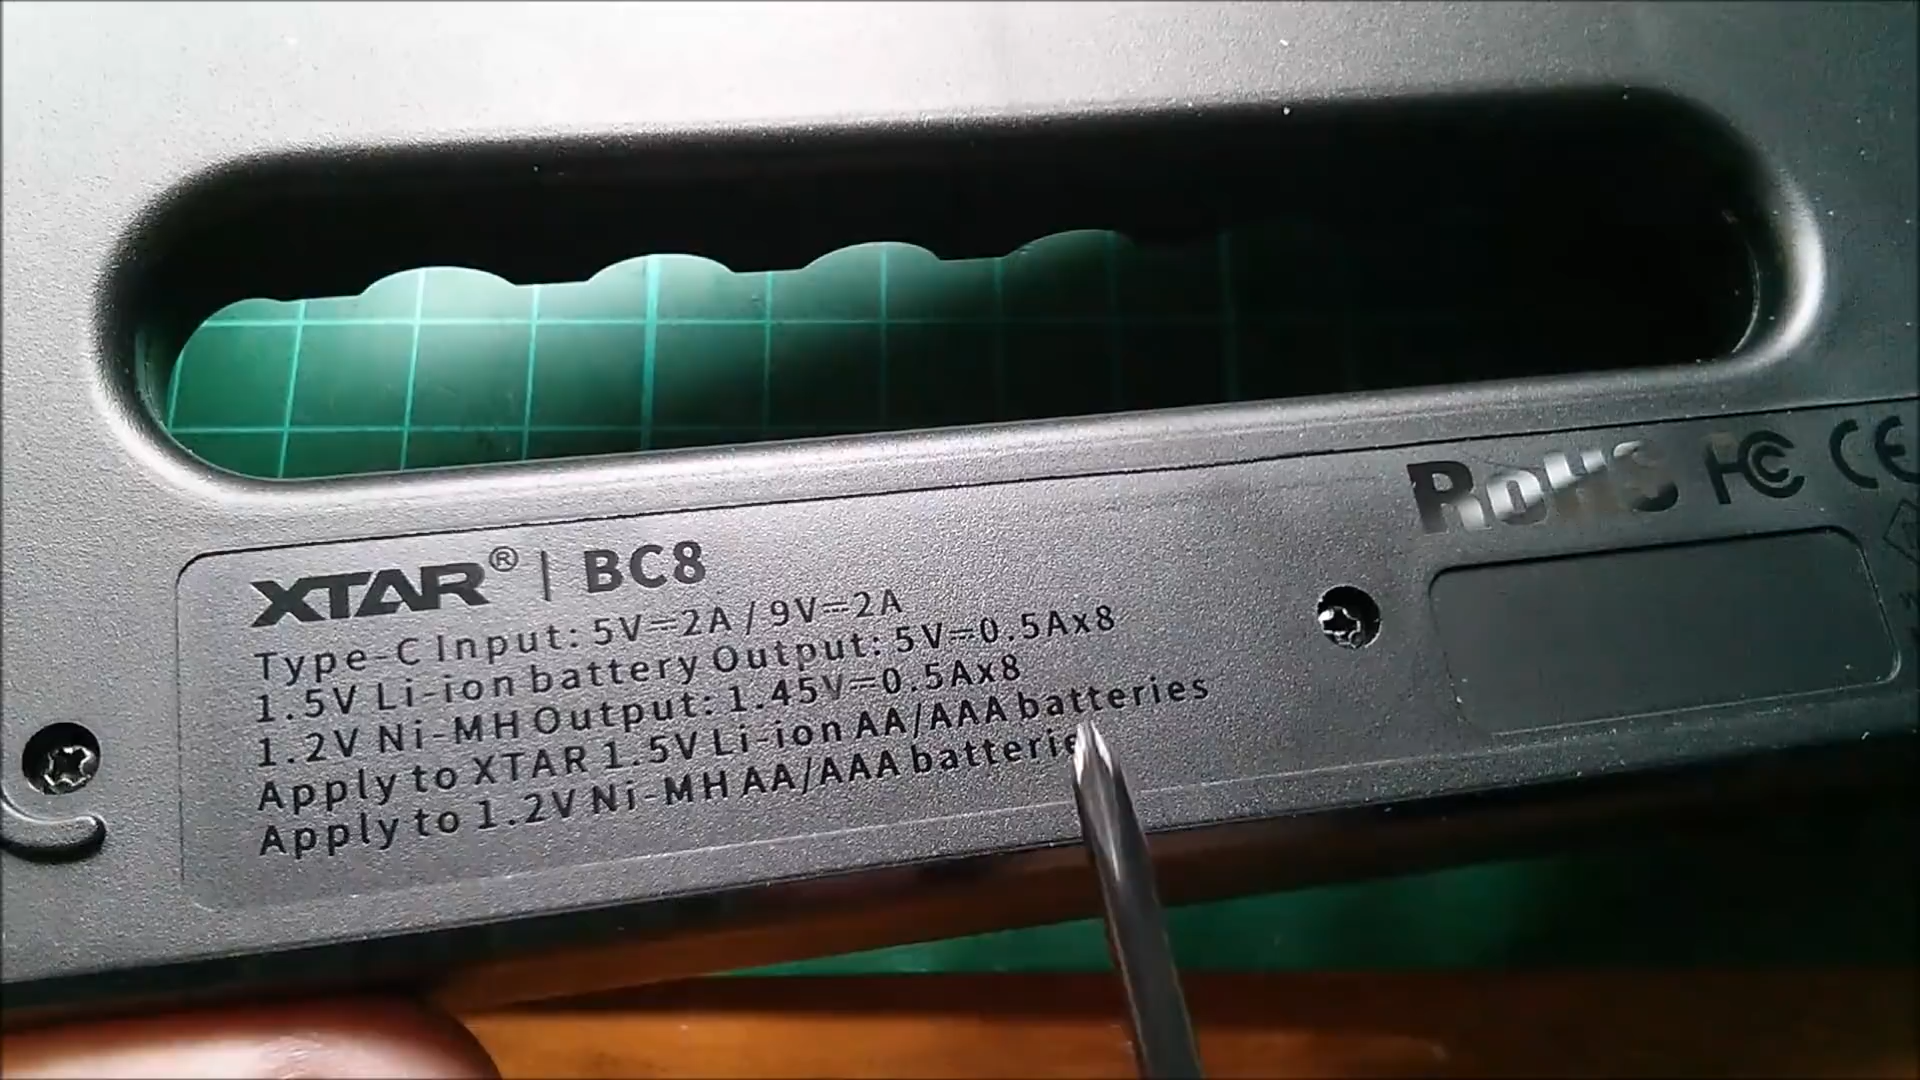 XTAR® | BC8
Type-C Input: 5V⎓2A / 9V⎓2A
1.5V Li-ion battery Output: 5V⎓0.5Ax8
1.2V Ni-MH Output: 1.45V⎓0.5Ax8
Apply to XTAR 1.5V Li-ion AA/AAA batteries
Apply to 1.2V Ni-MH AA/AAA batterie
RoHS FC CE